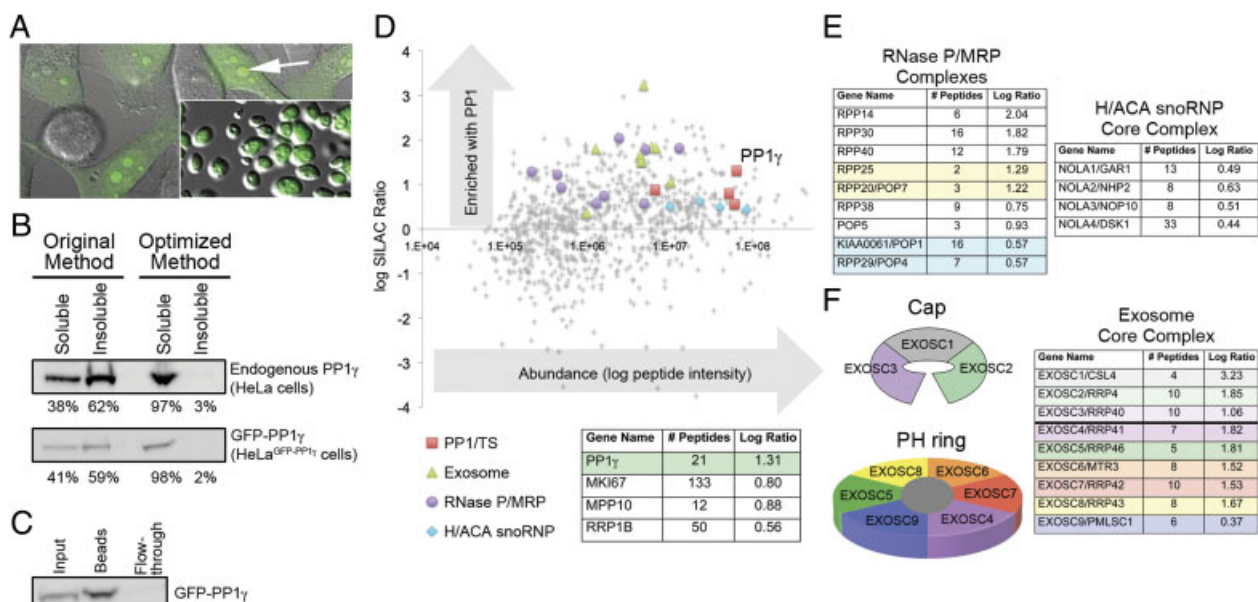 A
B
Original Method
Optimized Method
Soluble
Insoluble
Soluble
Insoluble
Endogenous PP1γ
(HeLa cells)
38% 62% 97% 3%
GFP-PP1γ
(HeLaGFP-PP1γ cells)
41% 59% 98% 2%
C
Input
Beads
Flow-through
GFP-PP1γ
D
log SILAC Ratio
4
3
2
1
0
-1
-2
-3
-4
Enriched with PP1
PP1γ
1.E+04 1.E+05 1.E+06 1.E+07 1.E+08
Abundance (log peptide intensity)
PP1/TS
Exosome
RNase P/MRP
H/ACA snoRNP
Gene Name # Peptides Log Ratio
PP1γ 21 1.31
MKI67 133 0.80
MPP10 12 0.88
RRP1B 50 0.56
E
RNase P/MRP
Complexes
Gene Name # Peptides Log Ratio
RPP14 6 2.04
RPP30 16 1.82
RPP40 12 1.79
RPP25 2 1.29
RPP20/POP7 3 1.22
RPP38 9 0.75
POP5 3 0.93
KIAA0061/POP1 16 0.57
RPP29/POP4 7 0.57
H/ACA snoRNP
Core Complex
Gene Name # Peptides Log Ratio
NOLA1/GAR1 13 0.49
NOLA2/NHP2 8 0.63
NOLA3/NOP10 8 0.51
NOLA4/DSK1 33 0.44
F
Cap
EXOSC1
EXOSC3
EXOSC2
PH ring
EXOSC8
EXOSC6
EXOSC5
EXOSC7
EXOSC9
EXOSC4
Exosome
Core Complex
Gene Name # Peptides Log Ratio
EXOSC1/CSL4 4 3.23
EXOSC2/RRP4 10 1.85
EXOSC3/RRP40 10 1.06
EXOSC4/RRP41 7 1.82
EXOSC5/RRP46 5 1.81
EXOSC6/MTR3 8 1.52
EXOSC7/RRP42 10 1.53
EXOSC8/RRP43 8 1.67
EXOSC9/PMLSC1 6 0.37